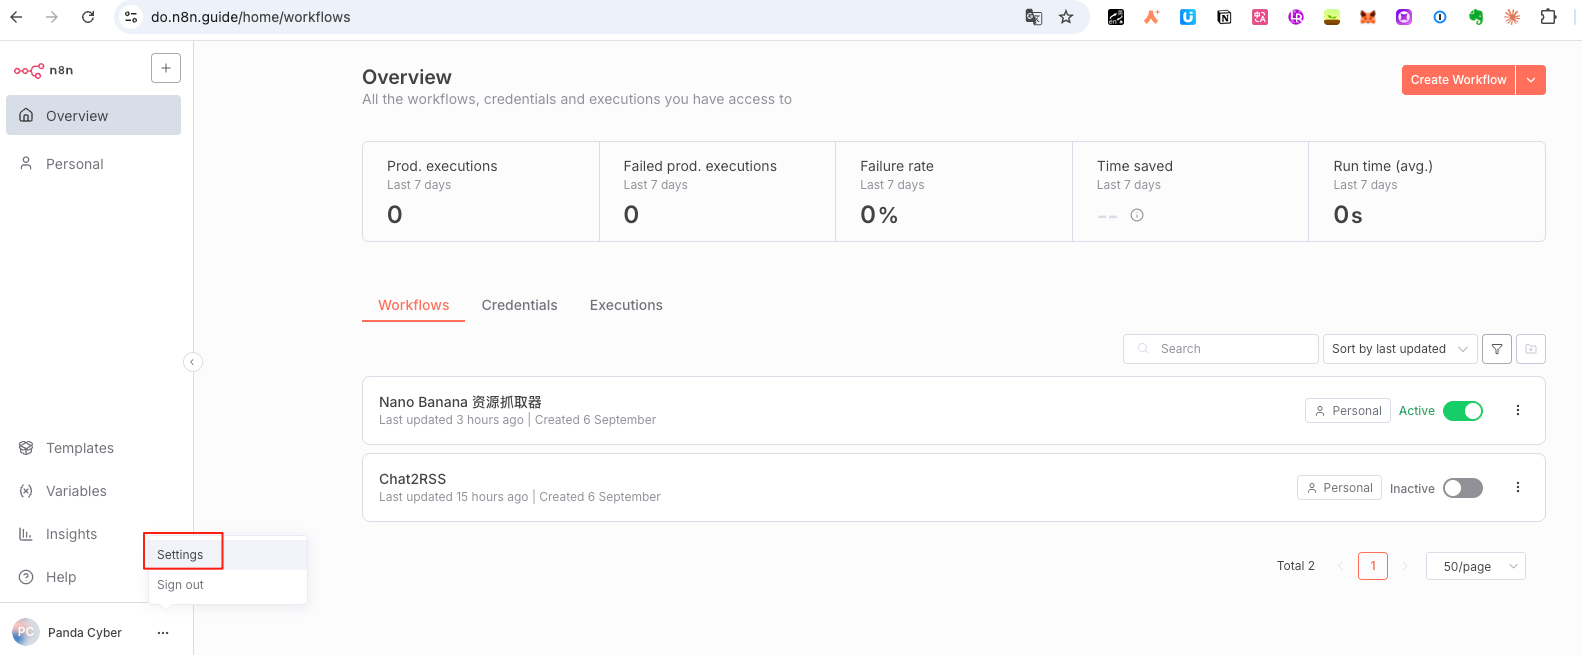 do.n8n.guide/home/workflows
n8n
Overview
Personal
Templates
Variables
Insights
Help
Settings
Sign out
PC
Panda Cyber
Overview
All the workflows, credentials and executions you have access to
Create Workflow
Prod. executions
Last 7 days
0
Failed prod. executions
Last 7 days
0
Failure rate
Last 7 days
0%
Time saved
Last 7 days
--
Run time (avg.)
Last 7 days
0s
Workflows
Credentials
Executions
Search
Sort by last updated
Nano Banana 资源抓取器
Last updated 3 hours ago | Created 6 September
Personal
Active
Chat2RSS
Last updated 15 hours ago | Created 6 September
Personal
Inactive
Total 2
1
50/page